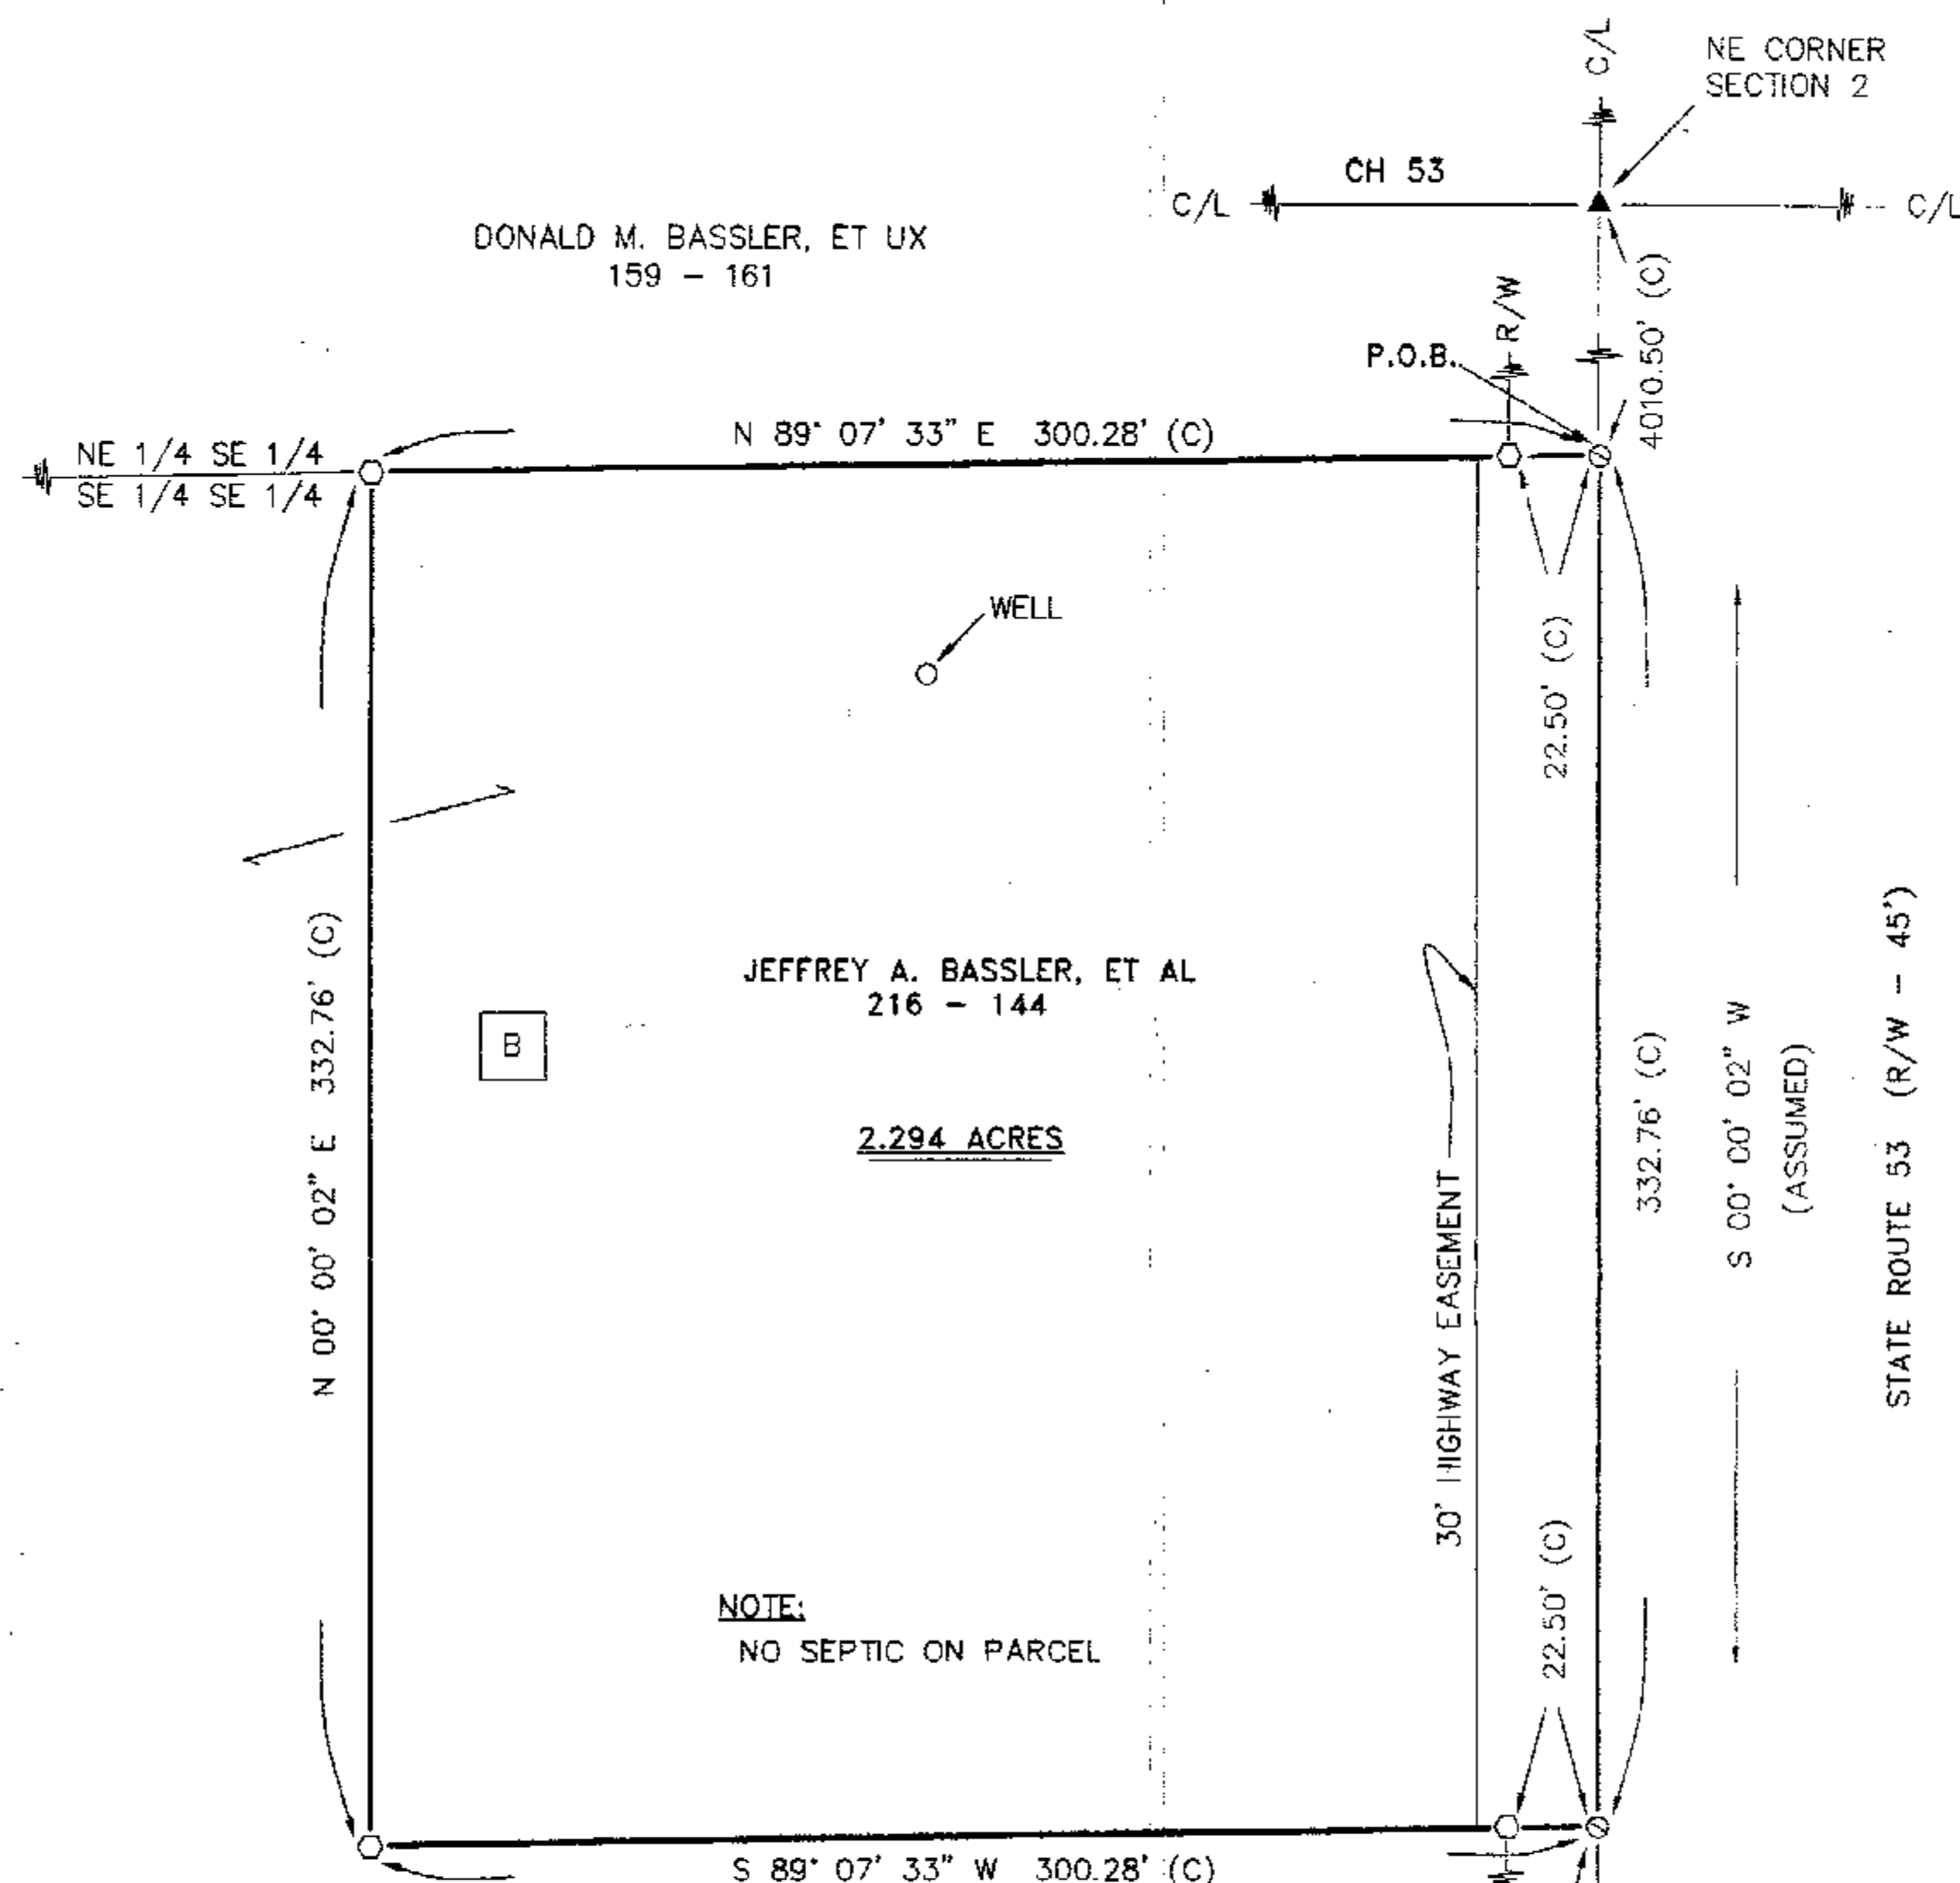 NE CORNER
SECTION 2
C/L
CH 53
C/L
C/L
DONALD M. BASSLER, ET UX
159 - 161
R/W
4010.50' (C)
P.O.B.
N 89° 07' 33" E 300.28' (C)
NE 1/4 SE 1/4
SE 1/4 SE 1/4
WELL
22.50' (C)
JEFFREY A. BASSLER, ET AL
216 - 144
B
2.294 ACRES
N 00° 00' 02" E 332.76' (C)
30' HIGHWAY EASEMENT
332.76' (C)
S 00° 00' 02" W
(ASSUMED)
STATE ROUTE 53 (R/W - 45')
22.50' (C)
NOTE:
NO SEPTIC ON PARCEL
S 89° 07' 33" W 300.28' (C)